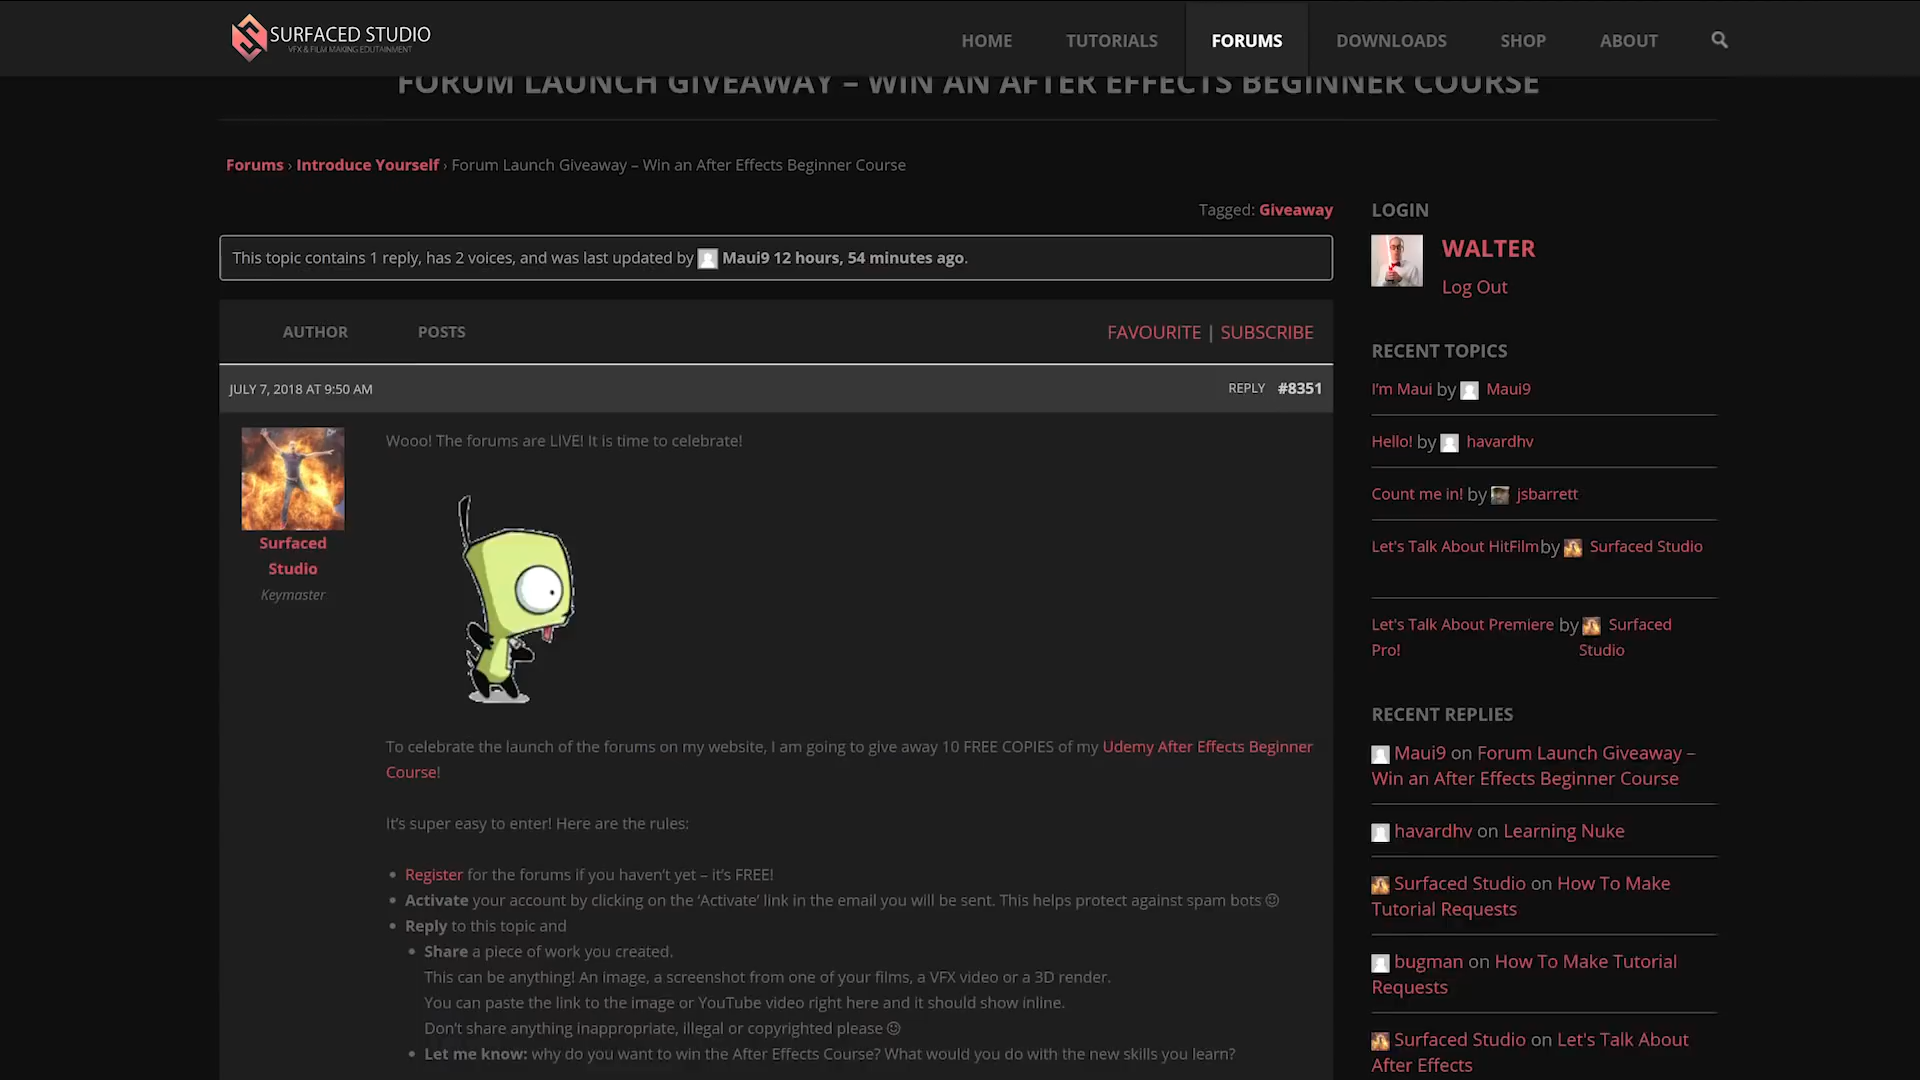 SURFACED STUDIO
VFX & FILM MAKING EDUTAINMENT
HOME
TUTORIALS
FORUMS
DOWNLOADS
SHOP
ABOUT
FORUM LAUNCH GIVEAWAY – WIN AN AFTER EFFECTS BEGINNER COURSE
Forums › Introduce Yourself › Forum Launch Giveaway – Win an After Effects Beginner Course
Tagged: Giveaway
This topic contains 1 reply, has 2 voices, and was last updated by Maui9 12 hours, 54 minutes ago.
AUTHOR
POSTS
FAVOURITE | SUBSCRIBE
JULY 7, 2018 AT 9:50 AM
REPLY #8351
Surfaced
Studio
Keymaster
Wooo! The forums are LIVE! It is time to celebrate!
To celebrate the launch of the forums on my website, I am going to give away 10 FREE COPIES of my Udemy After Effects Beginner
Course!
It's super easy to enter! Here are the rules:
• Register for the forums if you haven't yet – it's FREE!
• Activate your account by clicking on the 'Activate' link in the email you will be sent. This helps protect against spam bots ☺
• Reply to this topic and
• Share a piece of work you created.
This can be anything! An image, a screenshot from one of your films, a VFX video or a 3D render.
You can paste the link to the image or YouTube video right here and it should show inline.
Don't share anything inappropriate, illegal or copyrighted please ☺
• Let me know: why do you want to win the After Effects Course? What would you do with the new skills you learn?
LOGIN
WALTER
Log Out
RECENT TOPICS
I'm Maui by Maui9
Hello! by havardhv
Count me in! by jsbarrett
Let's Talk About HitFilm by Surfaced Studio
Let's Talk About Premiere by Surfaced
Pro! Studio
RECENT REPLIES
Maui9 on Forum Launch Giveaway –
Win an After Effects Beginner Course
havardhv on Learning Nuke
Surfaced Studio on How To Make
Tutorial Requests
bugman on How To Make Tutorial
Requests
Surfaced Studio on Let's Talk About
After Effects